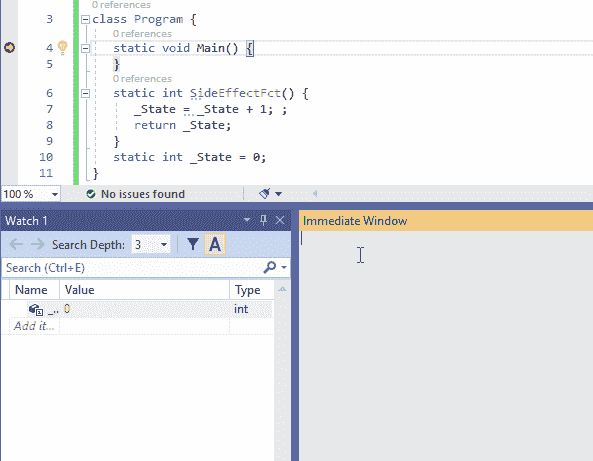 0 references
3 class Program {
0 references
4 static void Main() {
5 }
0 references
6 static int SideEffectFct() {
7 _State = _State + 1; ;
8 return _State;
9 }
10 static int _State = 0;
11 }
100 % No issues found
Watch 1
Search Depth: 3 A
Search (Ctrl+E)
Name Value Type
_.. 0 int
Add it...
Immediate Window